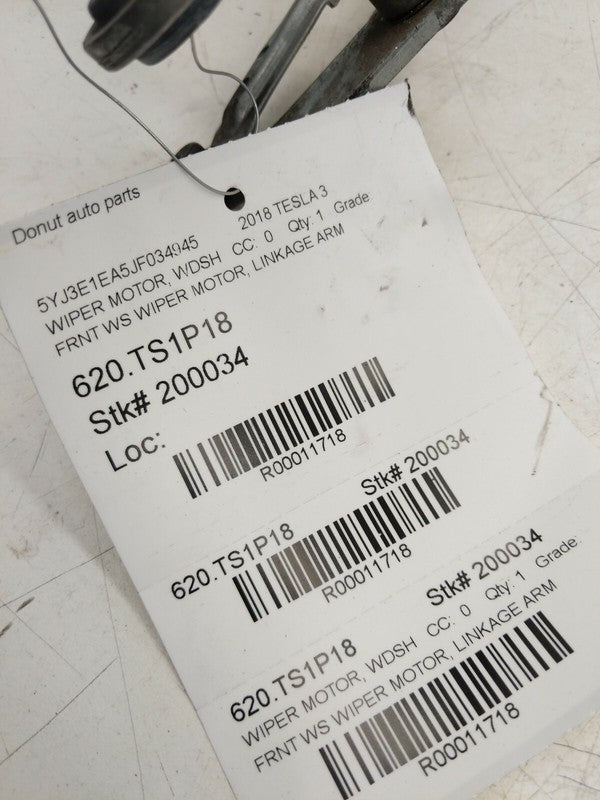 Donut auto parts
5YJ3E1EA5JF034945 2018 TESLA 3
WIPER MOTOR, WDSH CC: 0 Qty: 1 Grade
FRNT WS WIPER MOTOR, LINKAGE ARM
620.TS1P18
Stk# 200034
Loc:
R00011718
620.TS1P18 Stk# 200034
R00011718
620.TS1P18 Stk# 200034
WIPER MOTOR, WDSH CC: 0 Qty: 1 Grade:
FRNT WS WIPER MOTOR, LINKAGE ARM
R00011718